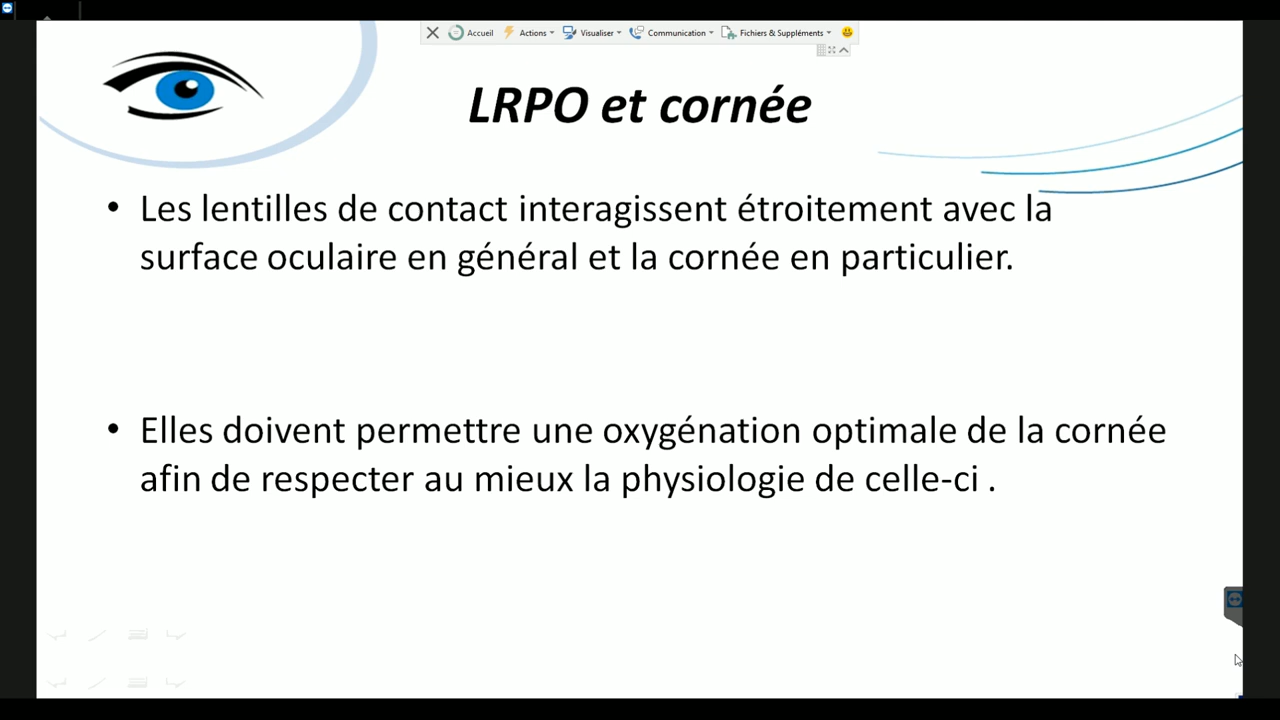 Accueil Actions Visualiser Communication Fichiers & Suppléments
LRPO et cornée
• Les lentilles de contact interagissent étroitement avec la
surface oculaire en général et la cornée en particulier.
• Elles doivent permettre une oxygénation optimale de la cornée
afin de respecter au mieux la physiologie de celle-ci .